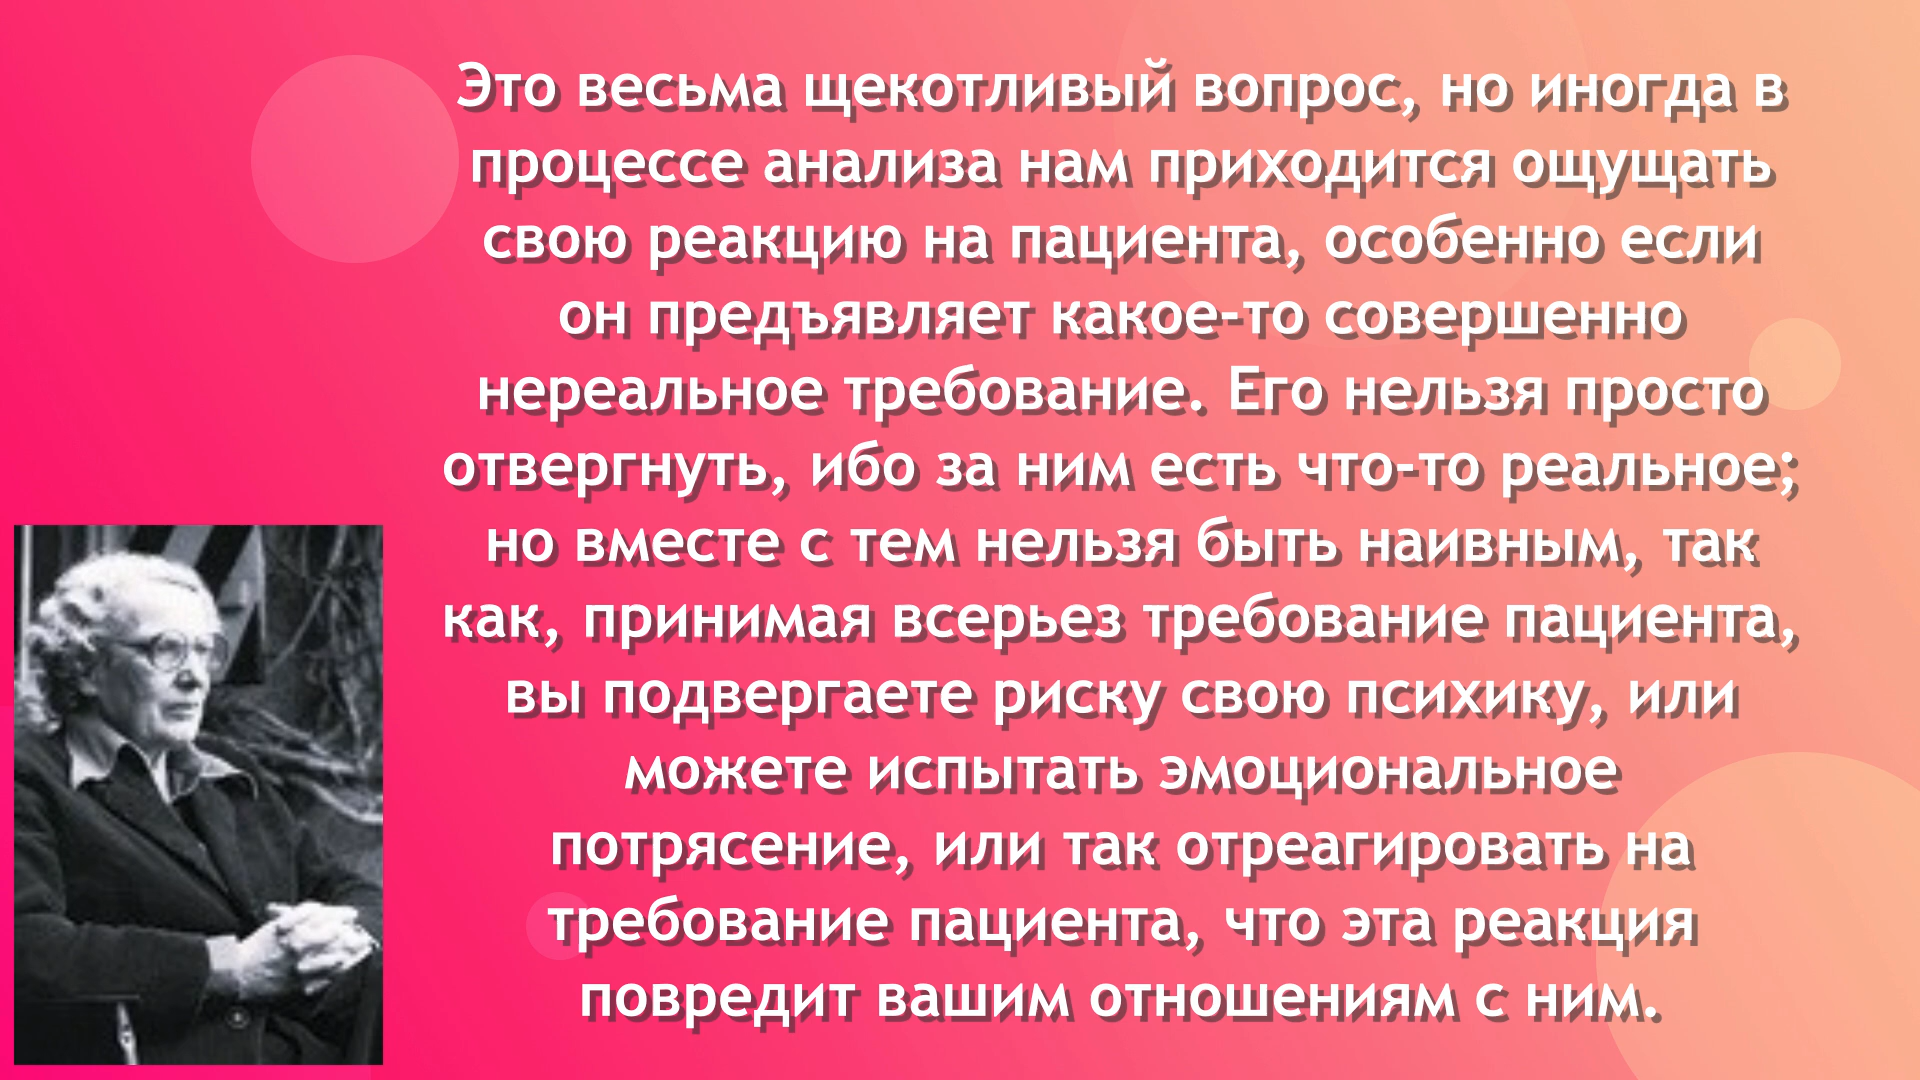 Это весьма щекотливый вопрос, но иногда в
процессе анализа нам приходится ощущать
свою реакцию на пациента, особенно если
он предъявляет какое-то совершенно
нереальное требование. Его нельзя просто
отвергнуть, ибо за ним есть что-то реальное;
но вместе с тем нельзя быть наивным, так
как, принимая всерьез требование пациента,
вы подвергаете риску свою психику, или
можете испытать эмоциональное
потрясение, или так отреагировать на
требование пациента, что эта реакция
повредит вашим отношениям с ним.